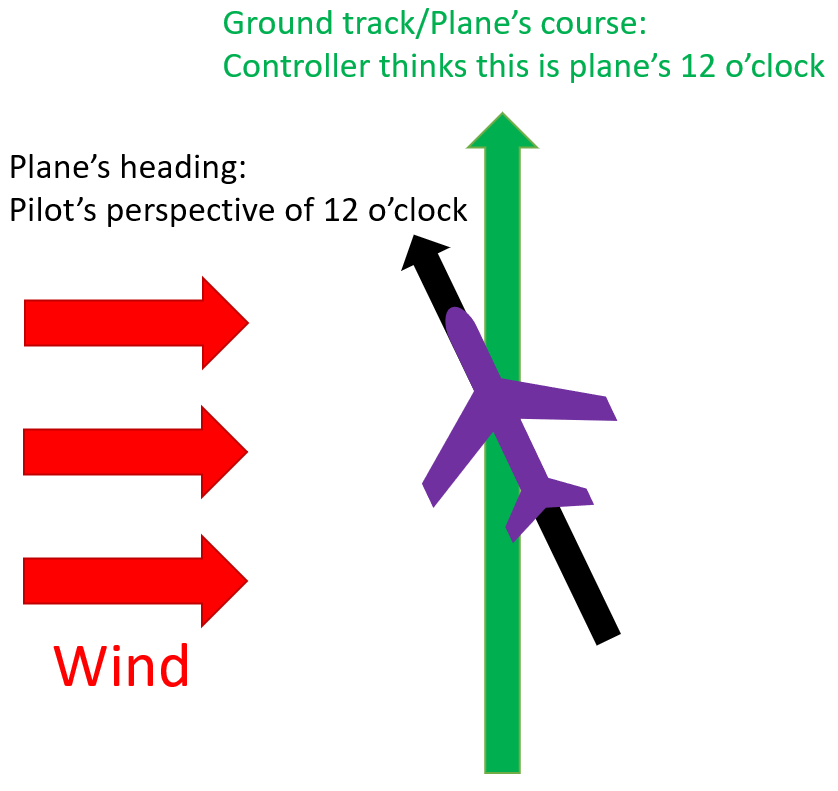 Ground track/Plane’s course:
Controller thinks this is plane’s 12 o’clock
Plane’s heading:
Pilot’s perspective of 12 o’clock
Wind